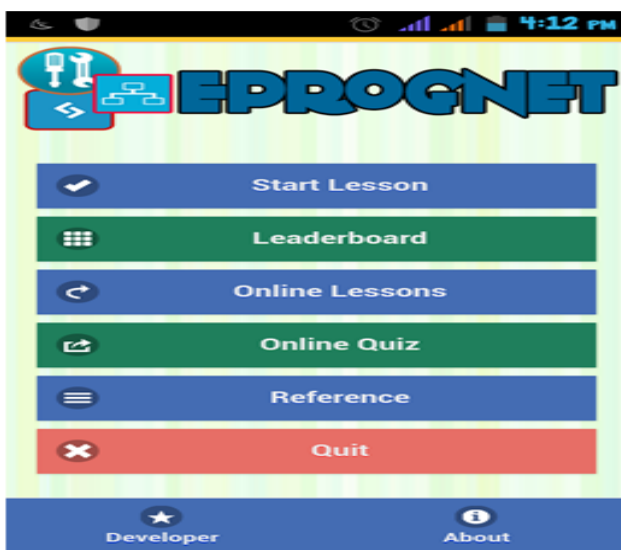 4:12 PM
EPROGNET
Start Lesson
Leaderboard
Online Lessons
Online Quiz
Reference
Quit
Developer
About